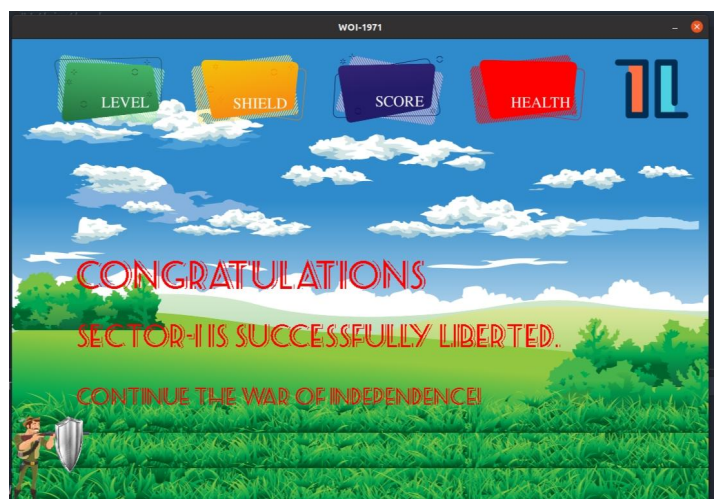 WOI-1971
LEVEL
SHIELD
SCORE
HEALTH
CONGRATULATIONS
SECTOR-1 IS SUCCESSFULLY LIBERTED.
CONTINUE THE WAR OF INDEPENDENCE!